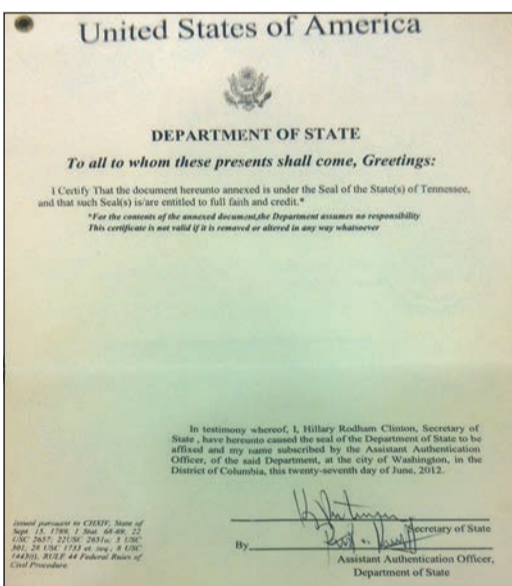 United States of America
DEPARTMENT OF STATE
To all to whom these presents shall come, Greetings:
I Certify That the document hereunto annexed is under the Seal of the State(s) of Tennessee,
and that such Seal(s) is/are entitled to full faith and credit.*
*For the contents of the annexed document,the Department assumes no responsibility
This certificate is not valid if it is removed or altered in any way whatsoever
In testimony whereof, I, Hillary Rodham Clinton, Secretary of
State , have hereunto caused the seal of the Department of State to be
affixed and my name subscribed by the Assistant Authentication
Officer, of the said Department, at the city of Washington, in the
District of Columbia, this twenty-seventh day of June, 2012.
Issued pursuant to CHXIV, State of
Sept. 15, 1789, 1 Stat. 68-69; 22
USC 2657; 22USC 2651a; 5 USC
301; 28 USC 1733 et. seq.; 8 USC
1443(f); RULE 44 Federal Rules of
Civil Procedure
Secretary of State
By
Assistant Authentication Officer,
Department of State